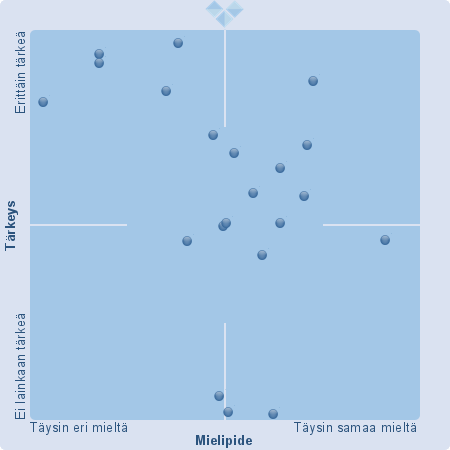 Erittäin tärkeä
Tärkeys
Ei lainkaan tärkeä
Täysin eri mieltä
Täysin samaa mieltä
Mielipide